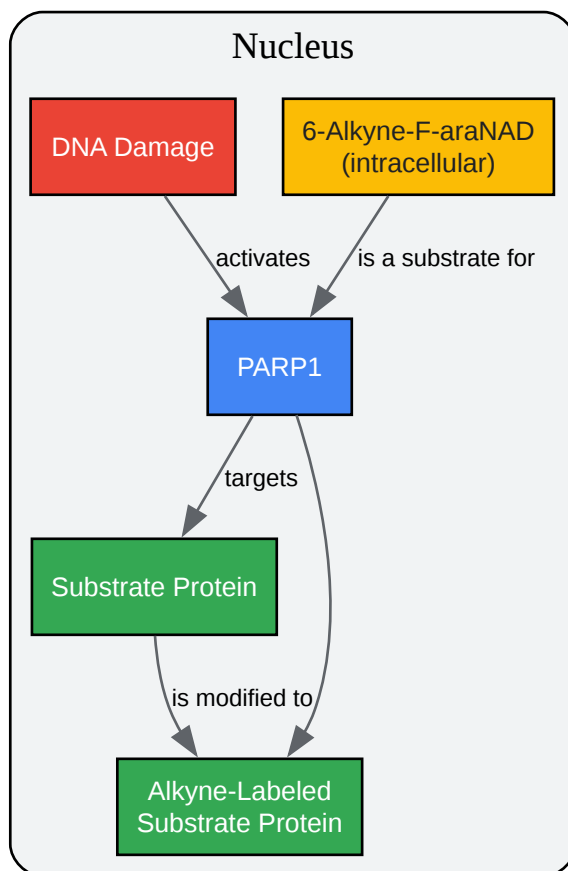 Nucleus
DNA Damage
6-Alkyne-F-araNAD
(intracellular)
activates
is a substrate for
PARP1
targets
Substrate Protein
is modified to
Alkyne-Labeled
Substrate Protein